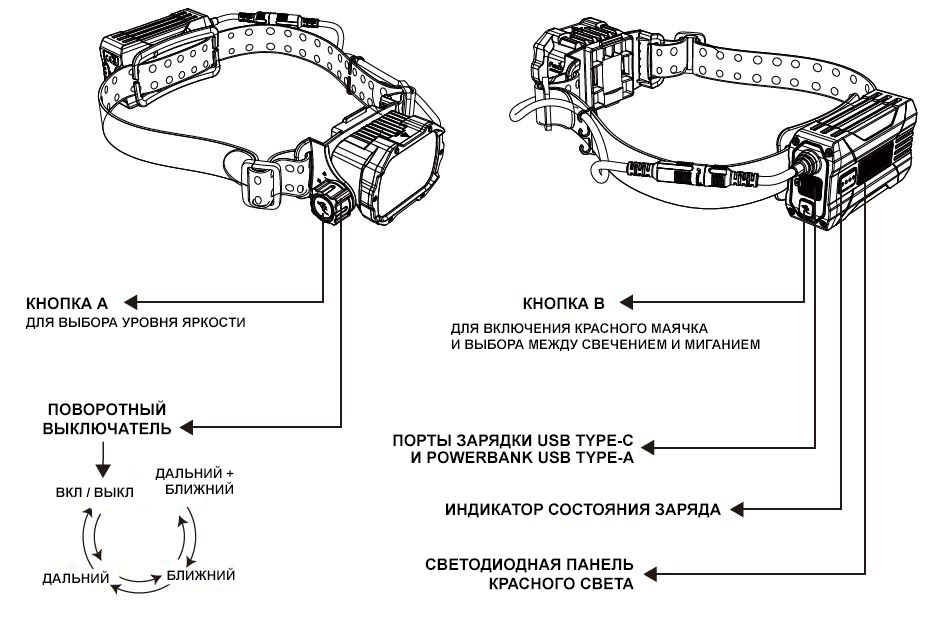 КНОПКА A
ДЛЯ ВЫБОРА УРОВНЯ ЯРКОСТИ
ПОВОРОТНЫЙ
ВЫКЛЮЧАТЕЛЬ
ВКЛ / ВЫКЛ
ДАЛЬНИЙ +
БЛИЖНИЙ
ДАЛЬНИЙ
БЛИЖНИЙ
КНОПКА B
ДЛЯ ВКЛЮЧЕНИЯ КРАСНОГО МАЯЧКА
И ВЫБОРА МЕЖДУ СВЕЧЕНИЕМ И МИГАНИЕМ
ПОРТЫ ЗАРЯДКИ USB TYPE-C
И POWERBANK USB TYPE-A
ИНДИКАТОР СОСТОЯНИЯ ЗАРЯДА
СВЕТОДИОДНАЯ ПАНЕЛЬ
КРАСНОГО СВЕТА